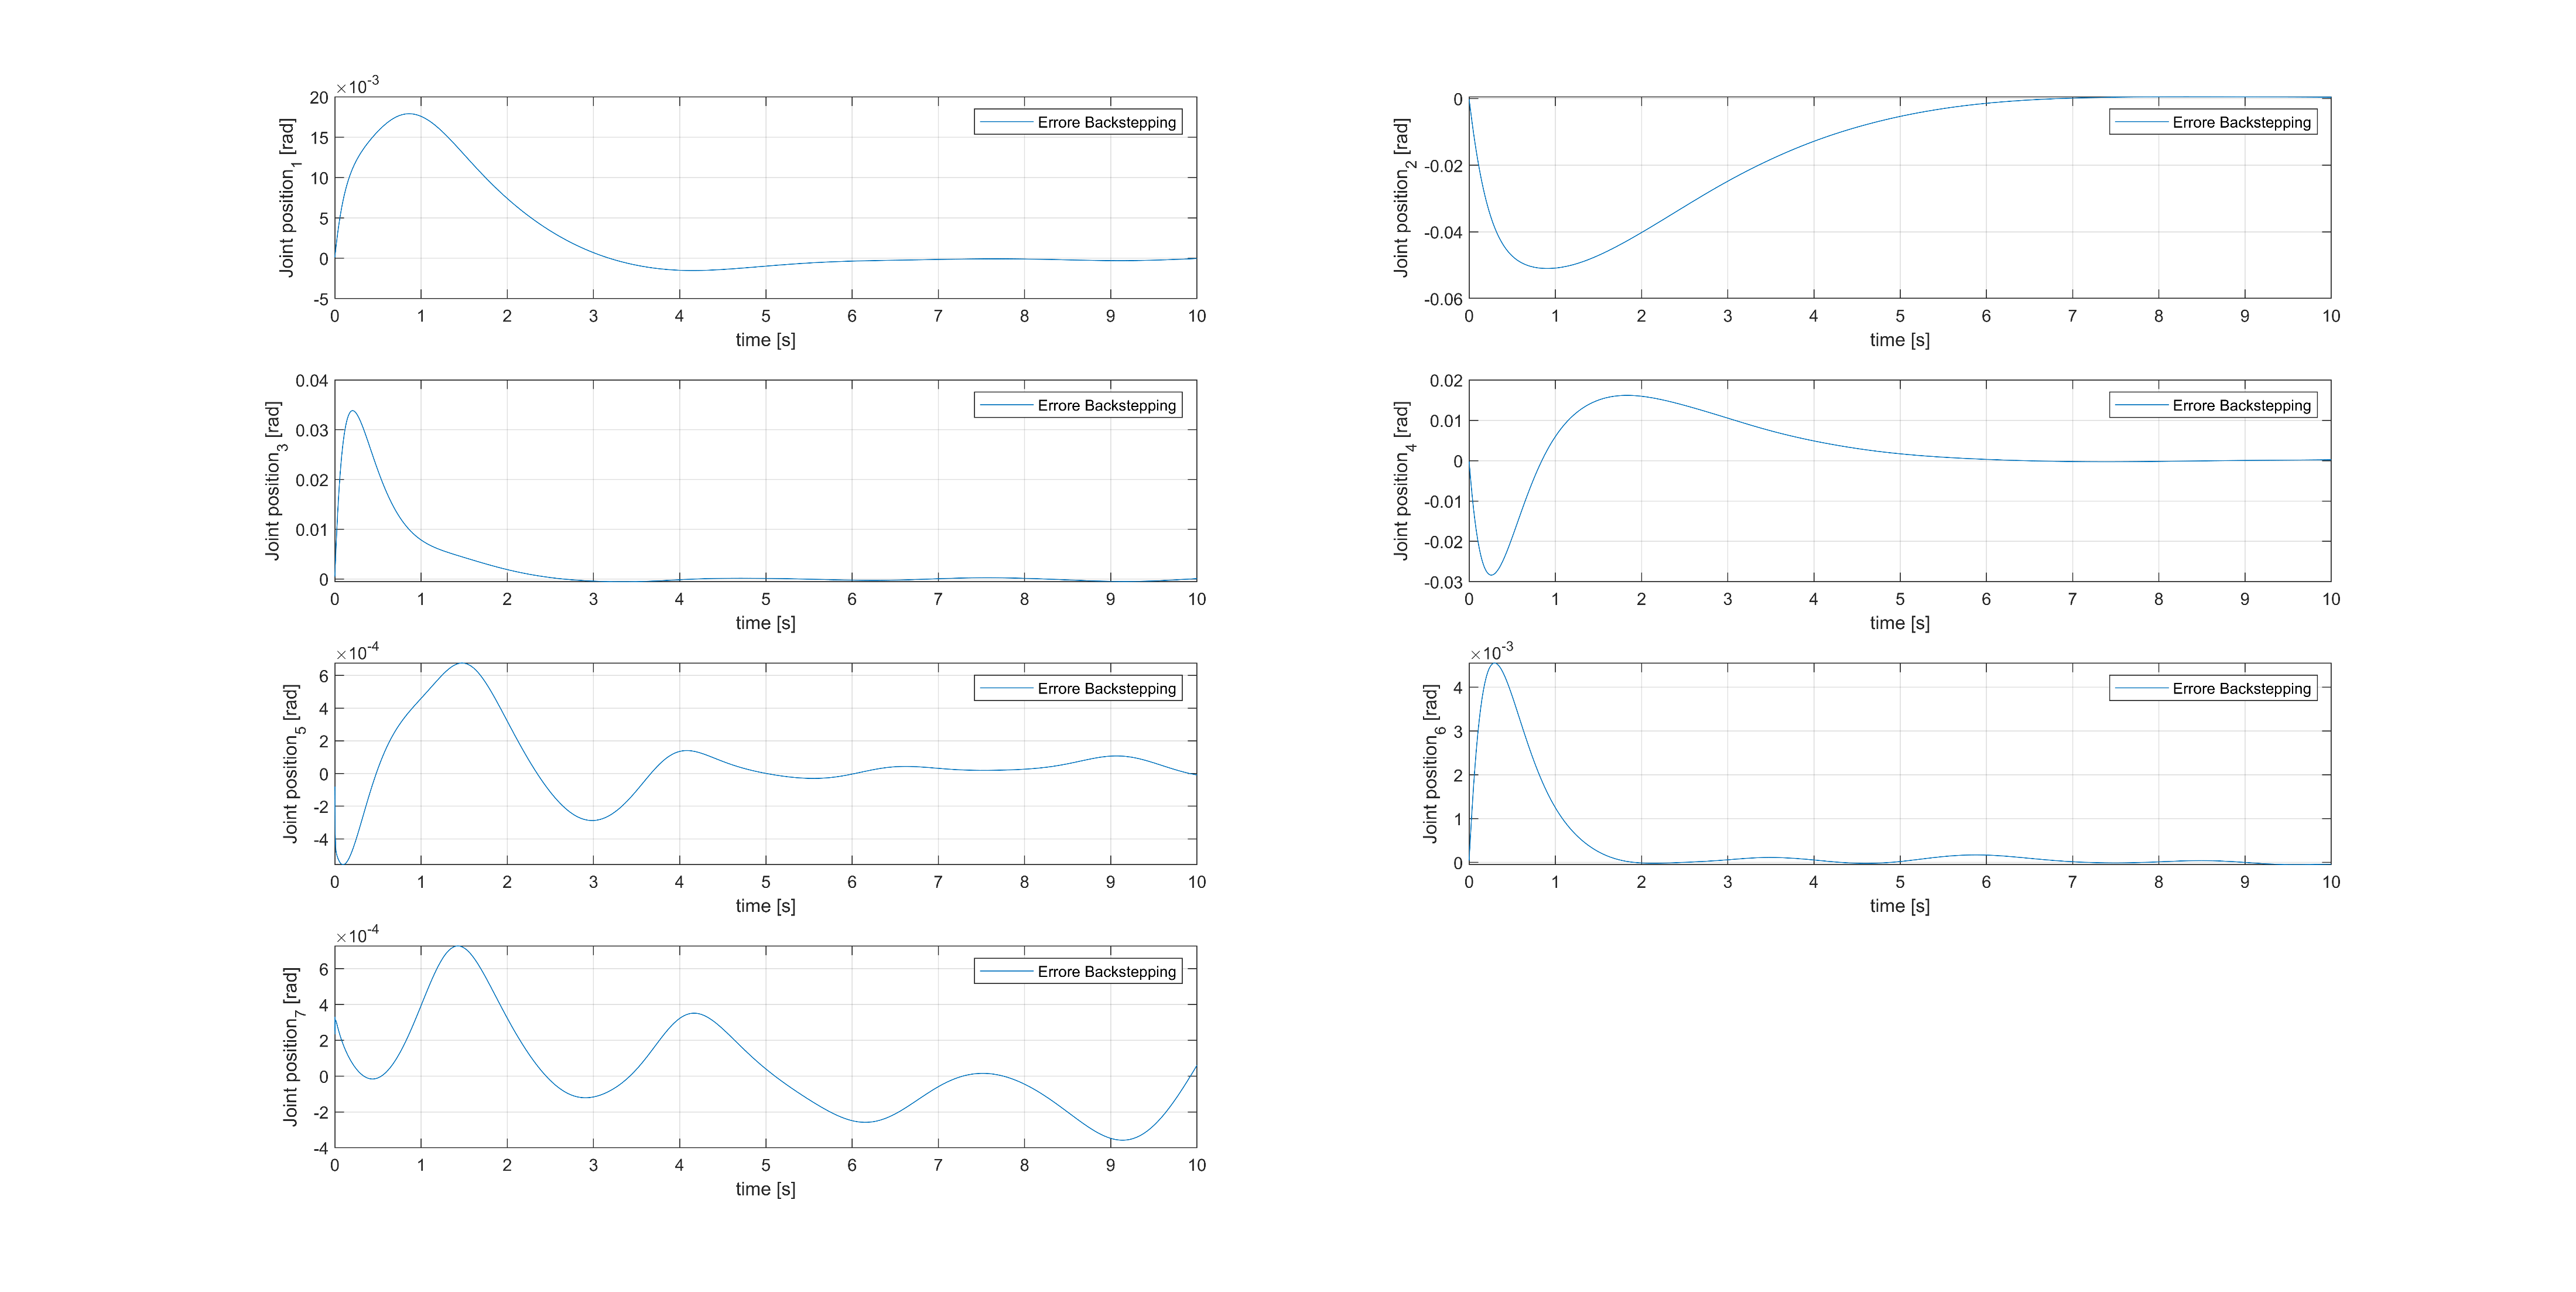 ×10-3
20
15
10
5
0
-5
Joint position1 [rad]
Errore Backstepping
0 1 2 3 4 5 6 7 8 9 10
time [s]
0
-0.02
-0.04
-0.06
Joint position2 [rad]
Errore Backstepping
0 1 2 3 4 5 6 7 8 9 10
time [s]
0.04
0.03
0.02
0.01
0
Joint position3 [rad]
Errore Backstepping
0 1 2 3 4 5 6 7 8 9 10
time [s]
0.02
0.01
0
-0.01
-0.02
-0.03
Joint position4 [rad]
Errore Backstepping
0 1 2 3 4 5 6 7 8 9 10
time [s]
×10-4
6
4
2
0
-2
-4
Joint position5 [rad]
Errore Backstepping
0 1 2 3 4 5 6 7 8 9 10
time [s]
×10-3
4
3
2
1
0
Joint position6 [rad]
Errore Backstepping
0 1 2 3 4 5 6 7 8 9 10
time [s]
×10-4
6
4
2
0
-2
-4
Joint position7 [rad]
Errore Backstepping
0 1 2 3 4 5 6 7 8 9 10
time [s]